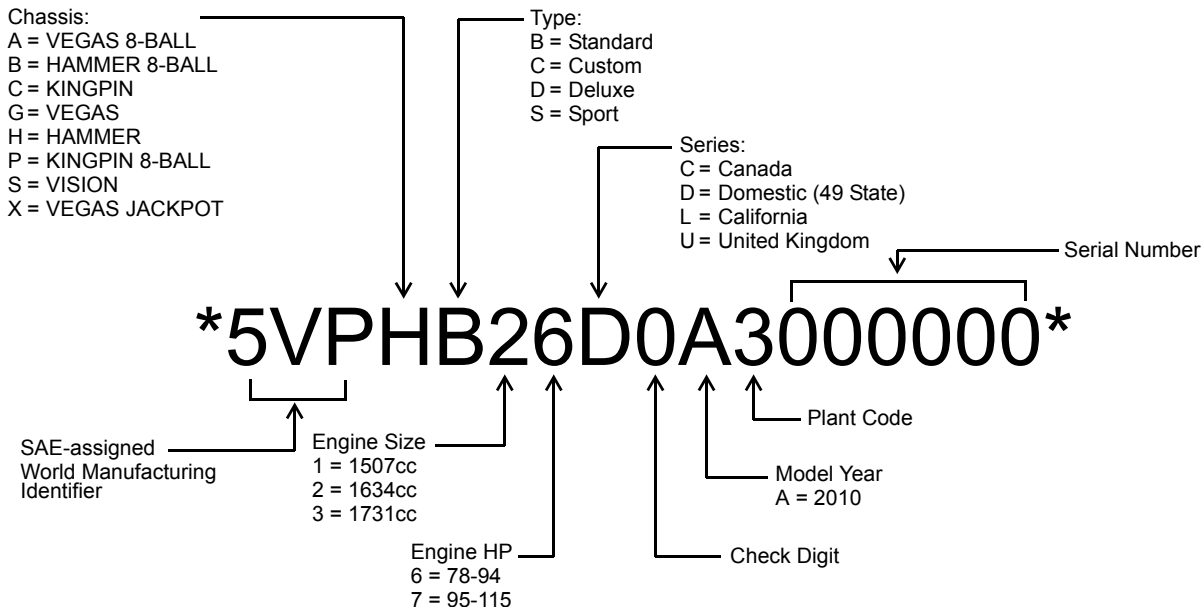 Chassis:
A = VEGAS 8-BALL
B = HAMMER 8-BALL
C = KINGPIN
G = VEGAS
H = HAMMER
P = KINGPIN 8-BALL
S = VISION
X = VEGAS JACKPOT
Type:
B = Standard
C = Custom
D = Deluxe
S = Sport
Series:
C = Canada
D = Domestic (49 State)
L = California
U = United Kingdom
Serial Number
*5VPHB26D0A3000000*
SAE-assigned
World Manufacturing
Identifier
Engine Size
1 = 1507cc
2 = 1634cc
3 = 1731cc
Engine HP
6 = 78-94
7 = 95-115
Check Digit
Model Year
A = 2010
Plant Code